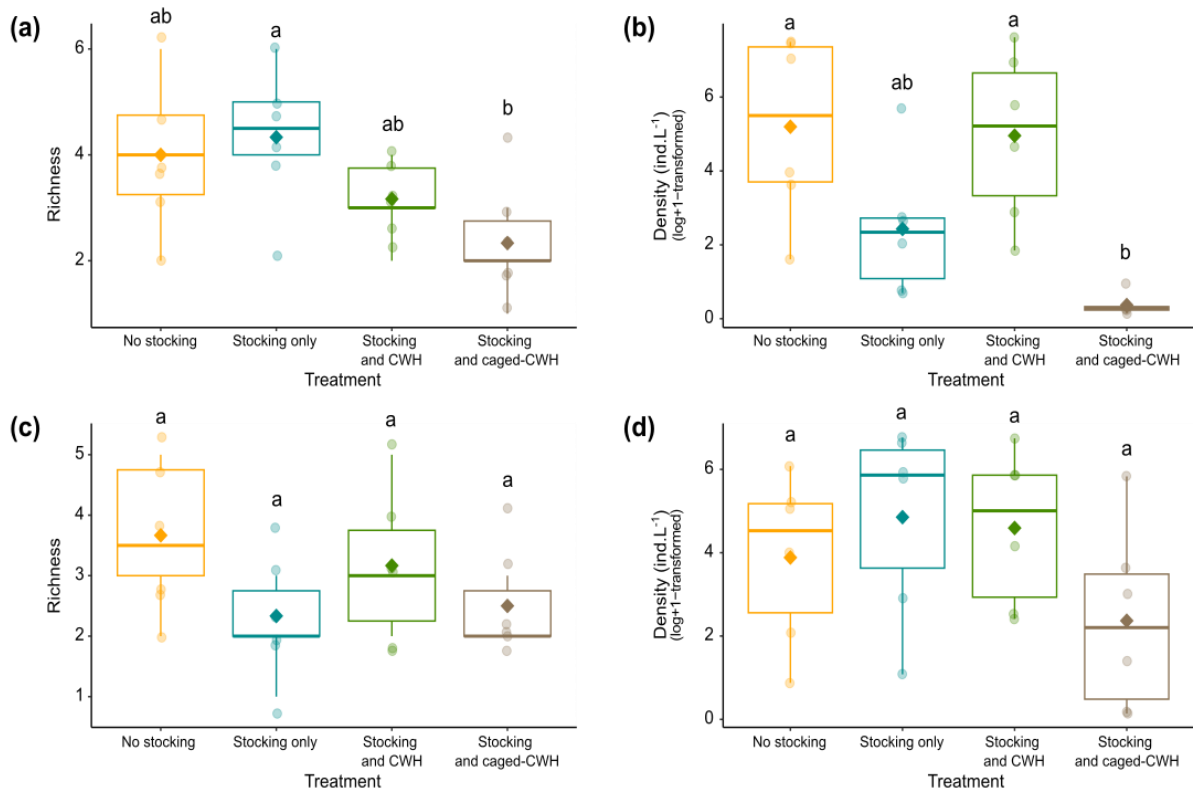 (a)
ab
a
ab
b
6
4
2
Richness
No stocking
Stocking only
Stocking
and CWH
Stocking
and caged-CWH
Treatment
(b)
a
ab
a
b
6
4
2
0
Density (ind.L⁻¹)
(log+1−transformed)
No stocking
Stocking only
Stocking
and CWH
Stocking
and caged-CWH
Treatment
(c)
a
a
a
a
5
4
3
2
1
Richness
No stocking
Stocking only
Stocking
and CWH
Stocking
and caged-CWH
Treatment
(d)
a
a
a
a
6
4
2
0
Density (ind.L⁻¹)
(log+1−transformed)
No stocking
Stocking only
Stocking
and CWH
Stocking
and caged-CWH
Treatment